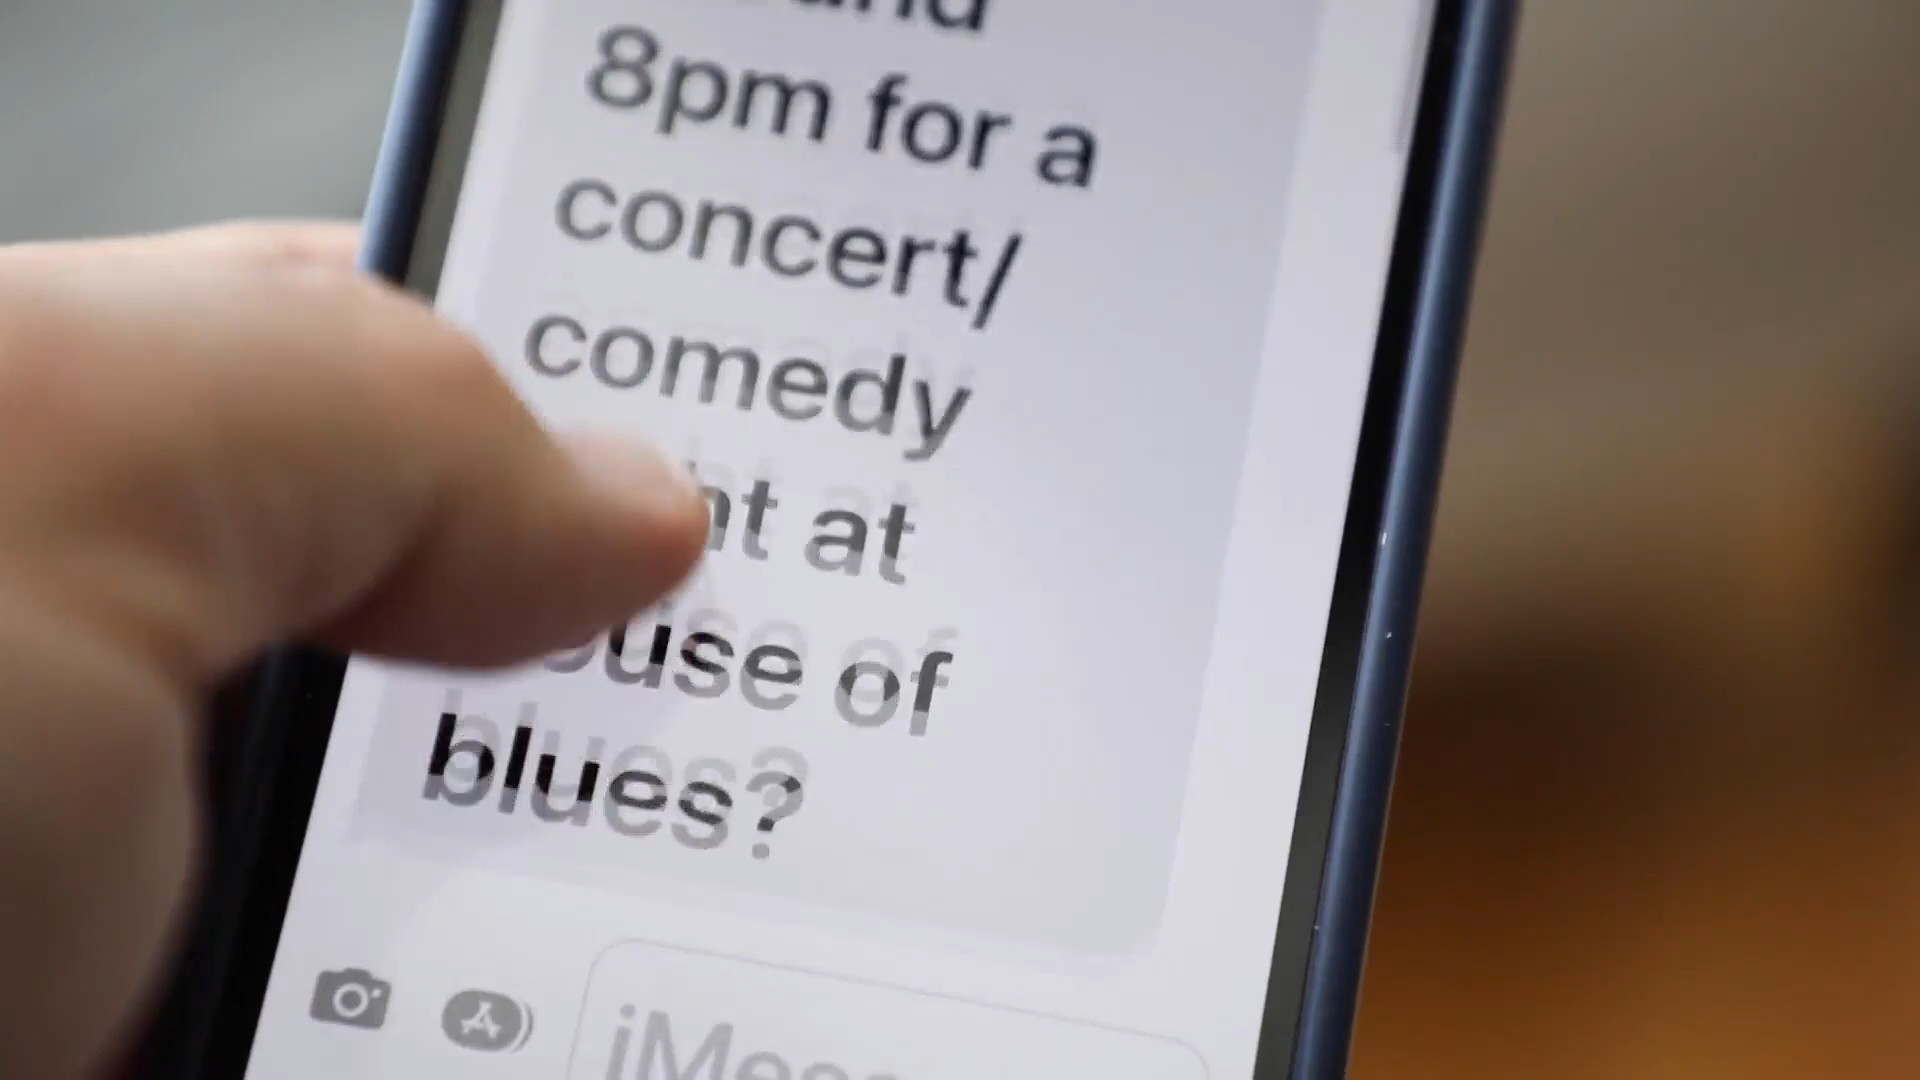 8pm for a
concert/
comedy
at
of
blues?